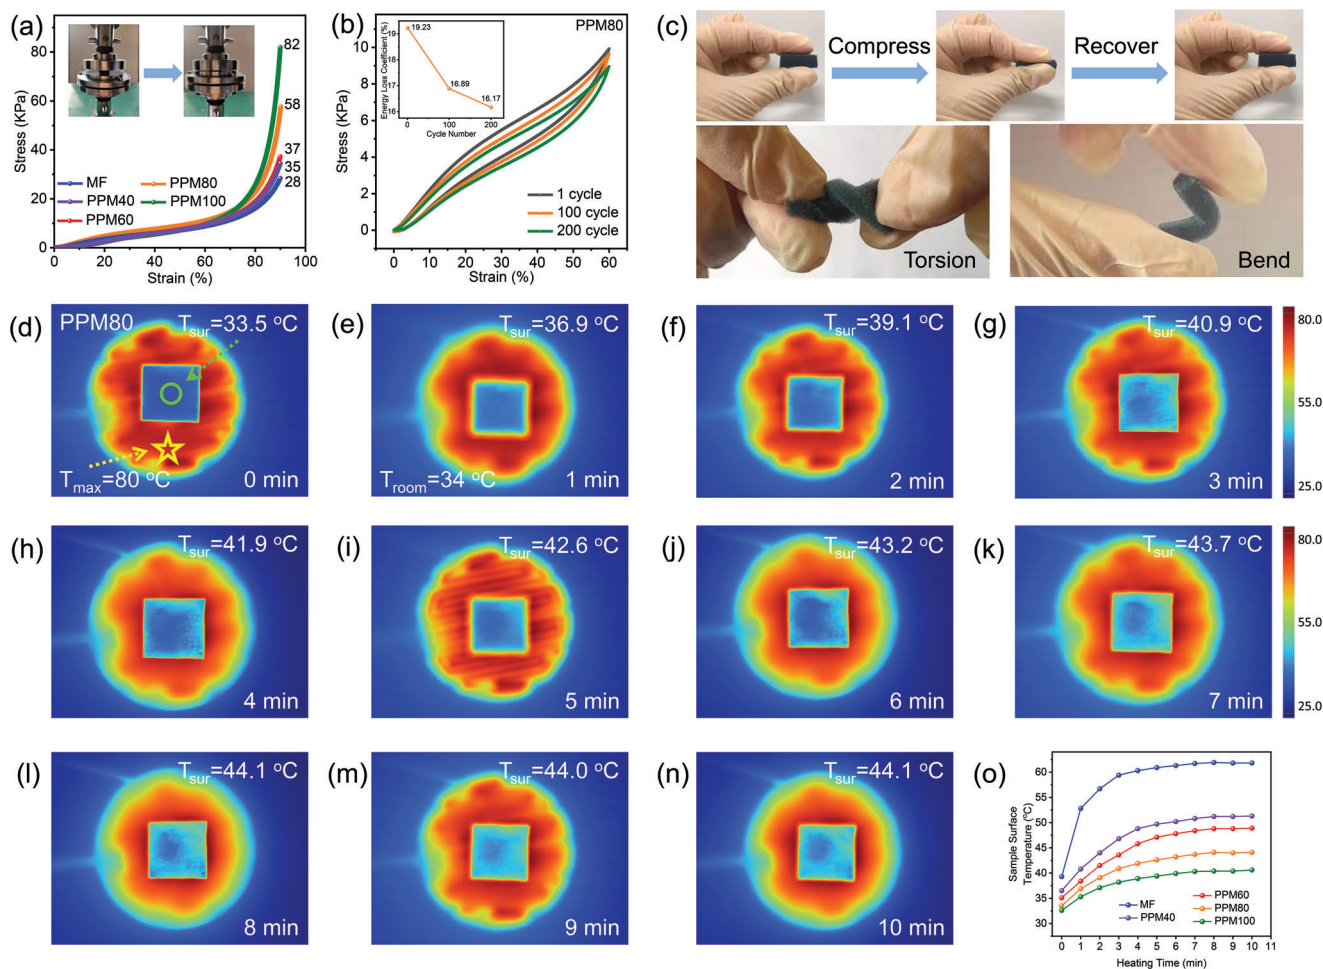 (a)
Stress (KPa)
80
60
40
20
0
82
58
37
35
28
MF
PPM80
PPM40
PPM100
PPM60
0 20 40 60 80 100
Strain (%)
(b)
PPM80
Stress (KPa)
10
8
6
4
2
0
Energy Loss Coefficient (%)
19
18
17
16
19.23
16.89
16.17
0 100 200
Cycle Number
1 cycle
100 cycle
200 cycle
0 10 20 30 40 50 60
Strain (%)
(c)
Compress
Recover
Torsion
Bend
(d)
PPM80
Tsur=33.5 °C
Tmax=80 °C
0 min
(e)
Tsur=36.9 °C
Troom=34 °C
1 min
(f)
Tsur=39.1 °C
2 min
(g)
Tsur=40.9 °C
3 min
80.0
55.0
25.0
(h)
Tsur=41.9 °C
4 min
(i)
Tsur=42.6 °C
5 min
(j)
Tsur=43.2 °C
6 min
(k)
Tsur=43.7 °C
7 min
80.0
55.0
25.0
(l)
Tsur=44.1 °C
8 min
(m)
Tsur=44.0 °C
9 min
(n)
Tsur=44.1 °C
10 min
(o)
Sample Surface
Temperature (°C)
60
55
50
45
40
35
30
MF
PPM40
PPM60
PPM80
PPM100
0 1 2 3 4 5 6 7 8 9 10 11
Heating Time (min)